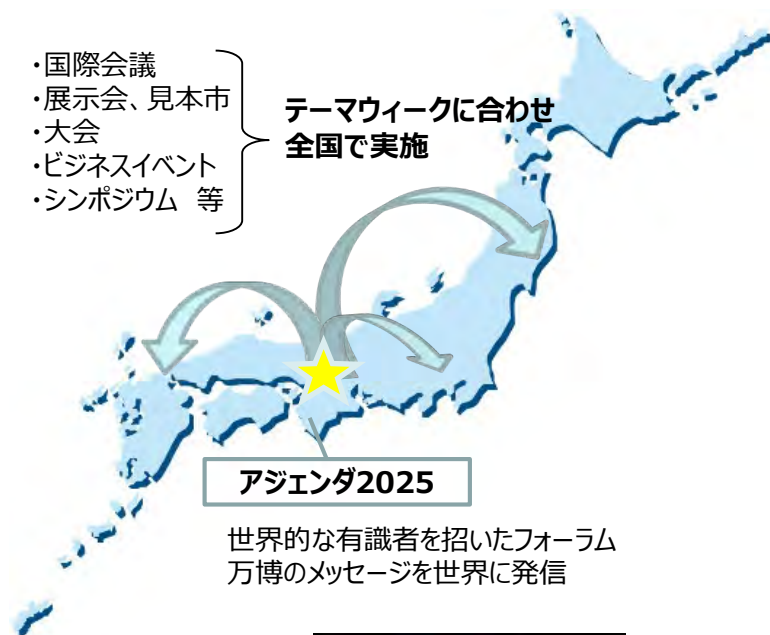 ・国際会議
・展示会、見本市
・大会
・ビジネスイベント
・シンポジウム　等
テーマウィークに合わせ
全国で実施
アジェンダ2025
世界的な有識者を招いたフォーラム
万博のメッセージを世界に発信